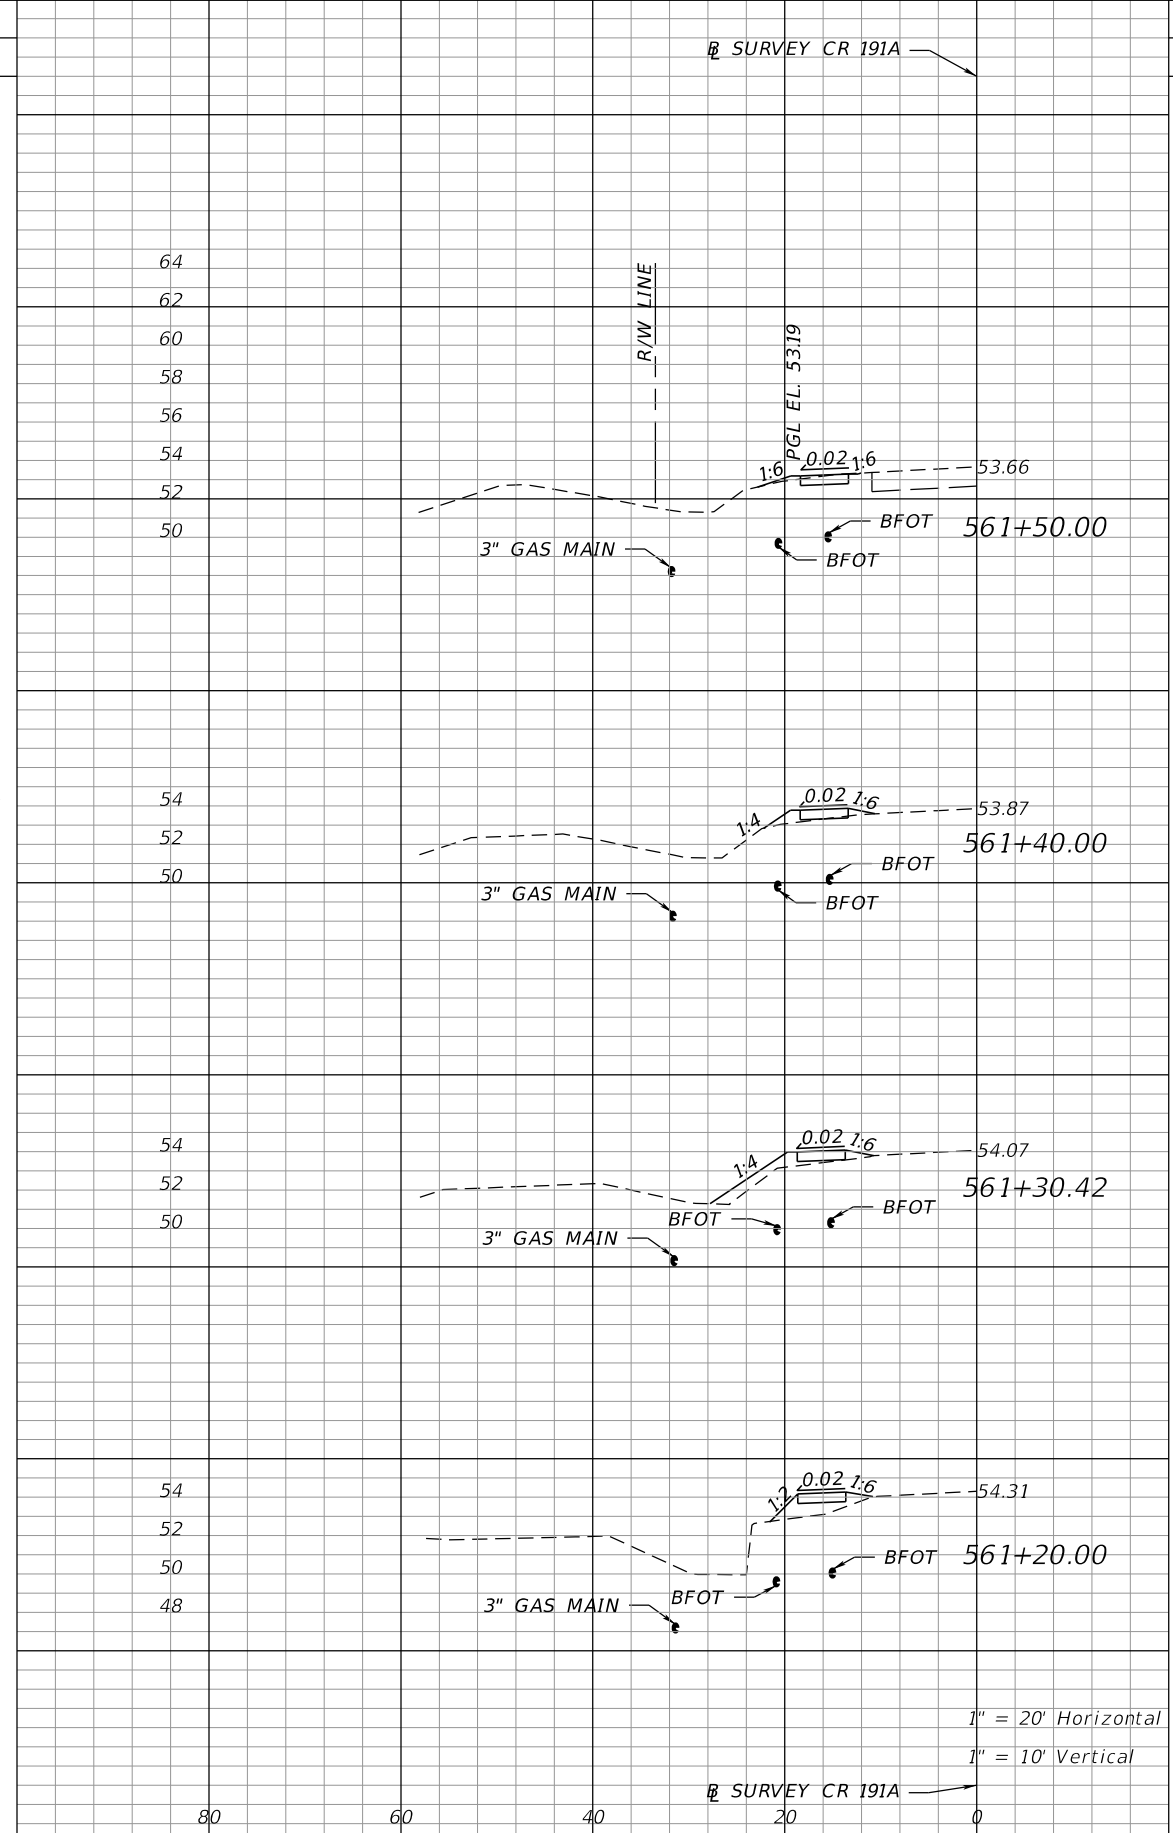 BL SURVEY CR 191A
64
62
60
58
56
54
52
50
R/W LINE
PGL EL. 53.19
1:6
0.02
1:6
53.66
561+50.00
BFOT
BFOT
3" GAS MAIN
54
52
50
1:4
0.02
1:6
53.87
561+40.00
BFOT
BFOT
3" GAS MAIN
54
52
50
1:4
0.02
1:6
54.07
561+30.42
BFOT
BFOT
3" GAS MAIN
54
52
50
48
1:2
0.02
1:6
54.31
561+20.00
BFOT
BFOT
3" GAS MAIN
1" = 20' Horizontal
1" = 10' Vertical
BL SURVEY CR 191A
80 60 40 20 0